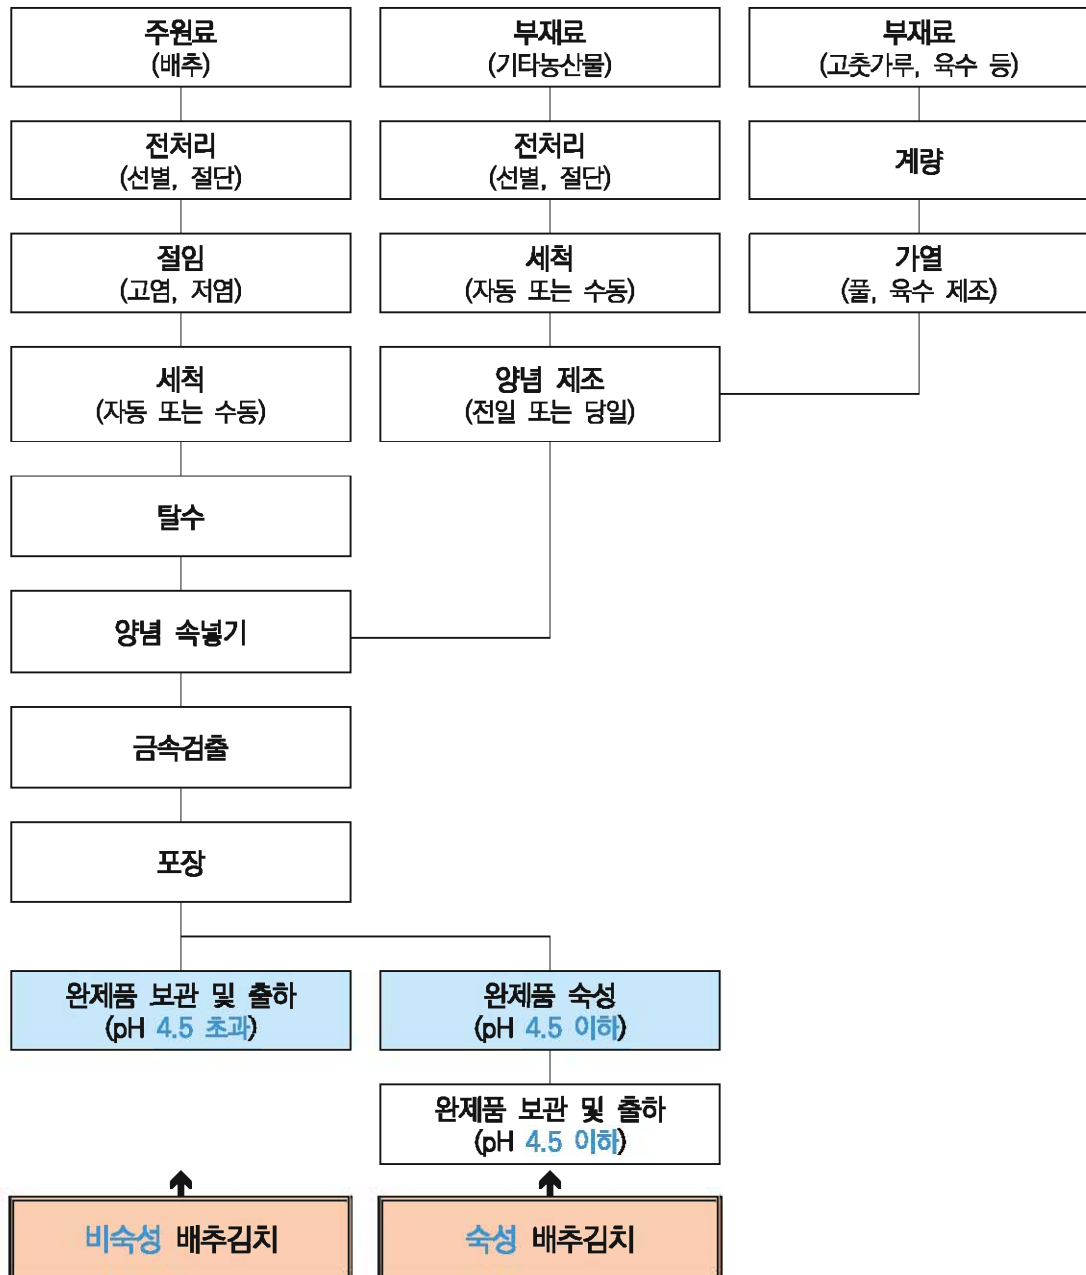 주원료
(배추)
부재료
(기타농산물)
부재료
(고춧가루, 육수 등)
전처리
(선별, 절단)
전처리
(선별, 절단)
계량
절임
(고염, 저염)
세척
(자동 또는 수동)
가열
(풀, 육수 제조)
세척
(자동 또는 수동)
양념 제조
(전일 또는 당일)
탈수
양념 속넣기
금속검출
포장
완제품 보관 및 출하
(pH 4.5 초과)
완제품 숙성
(pH 4.5 이하)
완제품 보관 및 출하
(pH 4.5 이하)
비숙성 배추김치
숙성 배추김치